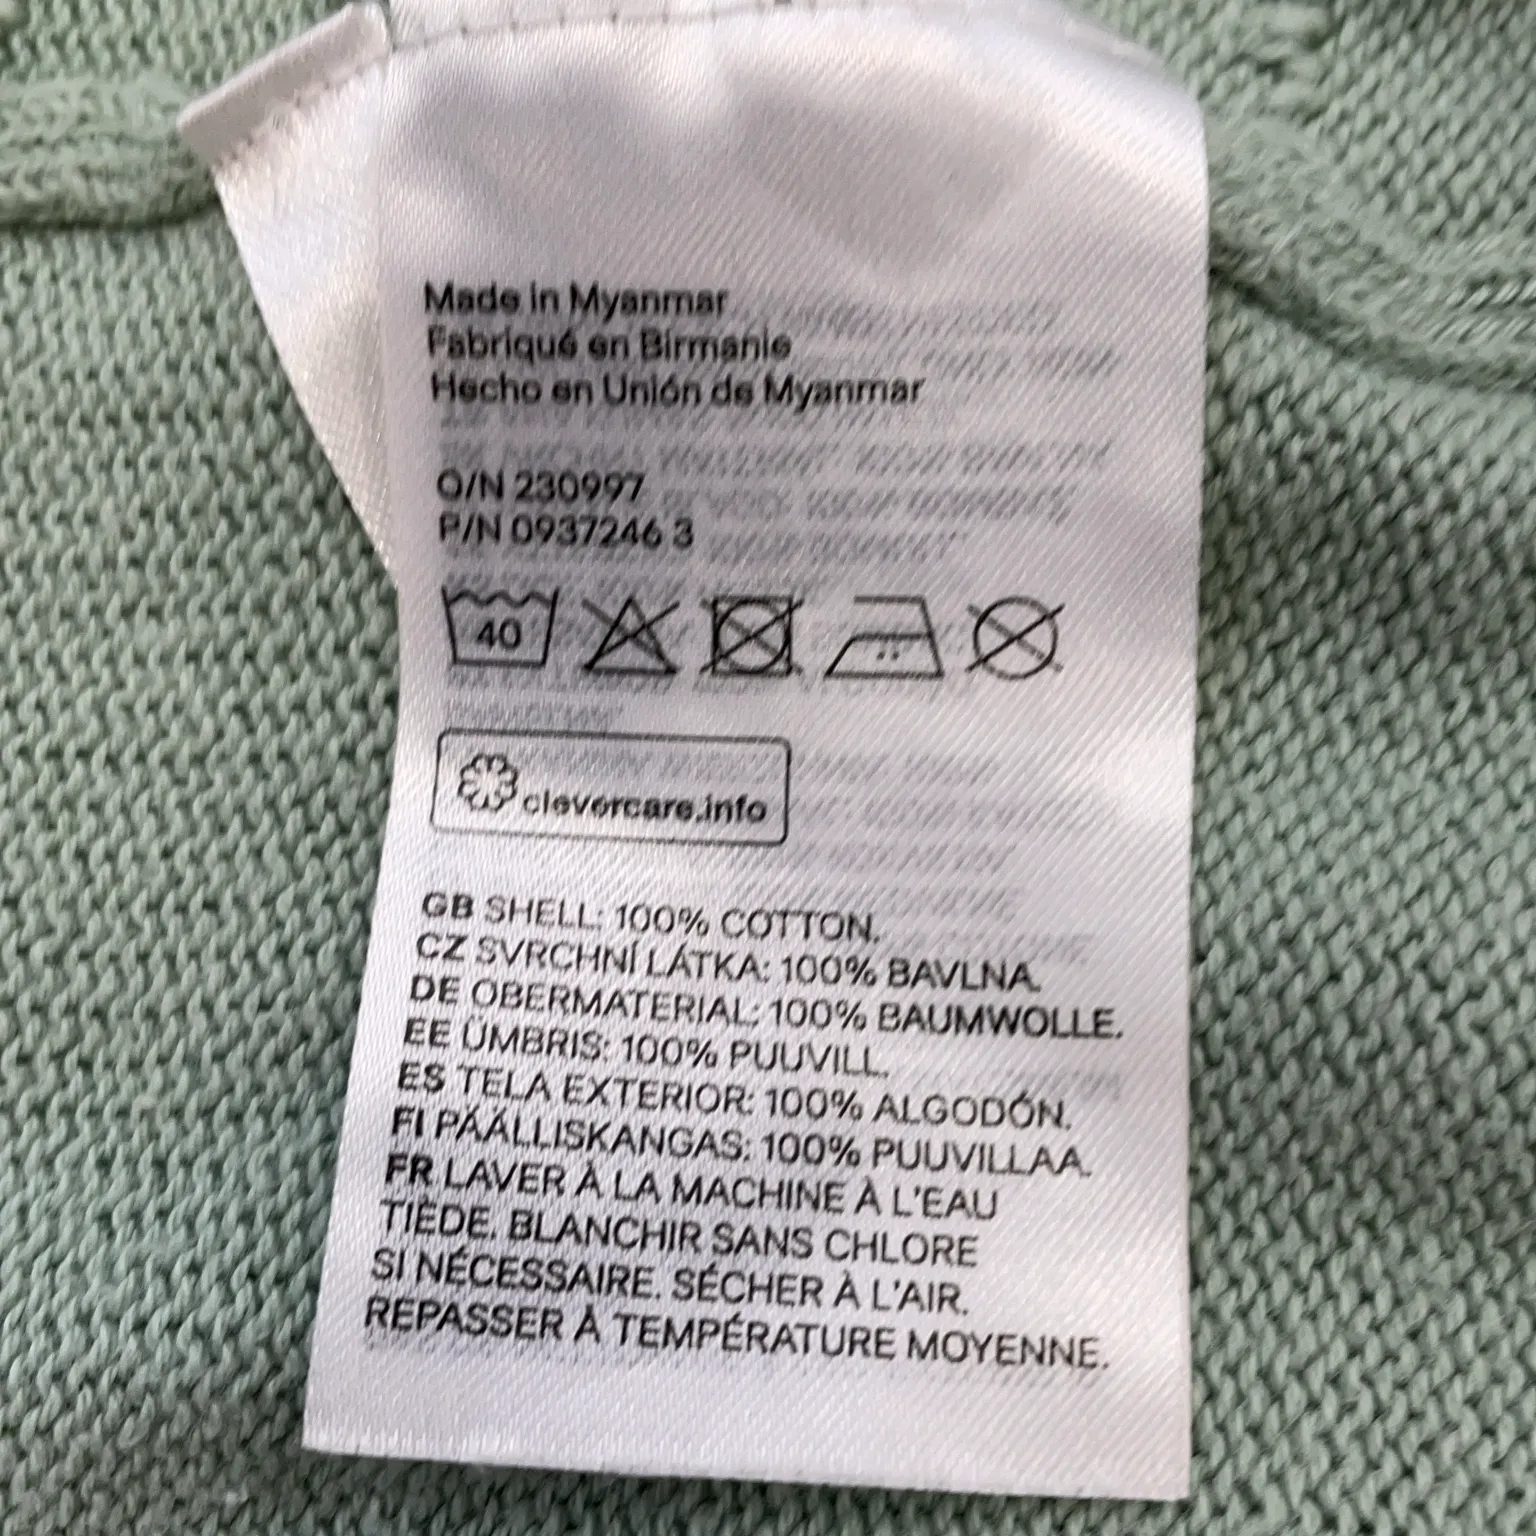 Made in Myanmar
Fabriqué en Birmanie
Hecho en Unión de Myanmar
O/N 230997
P/N 0937246 3
40
clevercare.info
GB SHELL: 100% COTTON.
CZ SVRCHNÍ LÁTKA: 100% BAVLNA.
DE OBERMATERIAL: 100% BAUMWOLLE.
EE ÜMBRIS: 100% PUUVILL.
ES TELA EXTERIOR: 100% ALGODÓN.
FI PÄÄLLISKANGAS: 100% PUUVILLAA.
FR LAVER À LA MACHINE À L'EAU
TIÈDE. BLANCHIR SANS CHLORE
SI NÉCESSAIRE. SÉCHER À L'AIR.
REPASSER À TEMPÉRATURE MOYENNE.